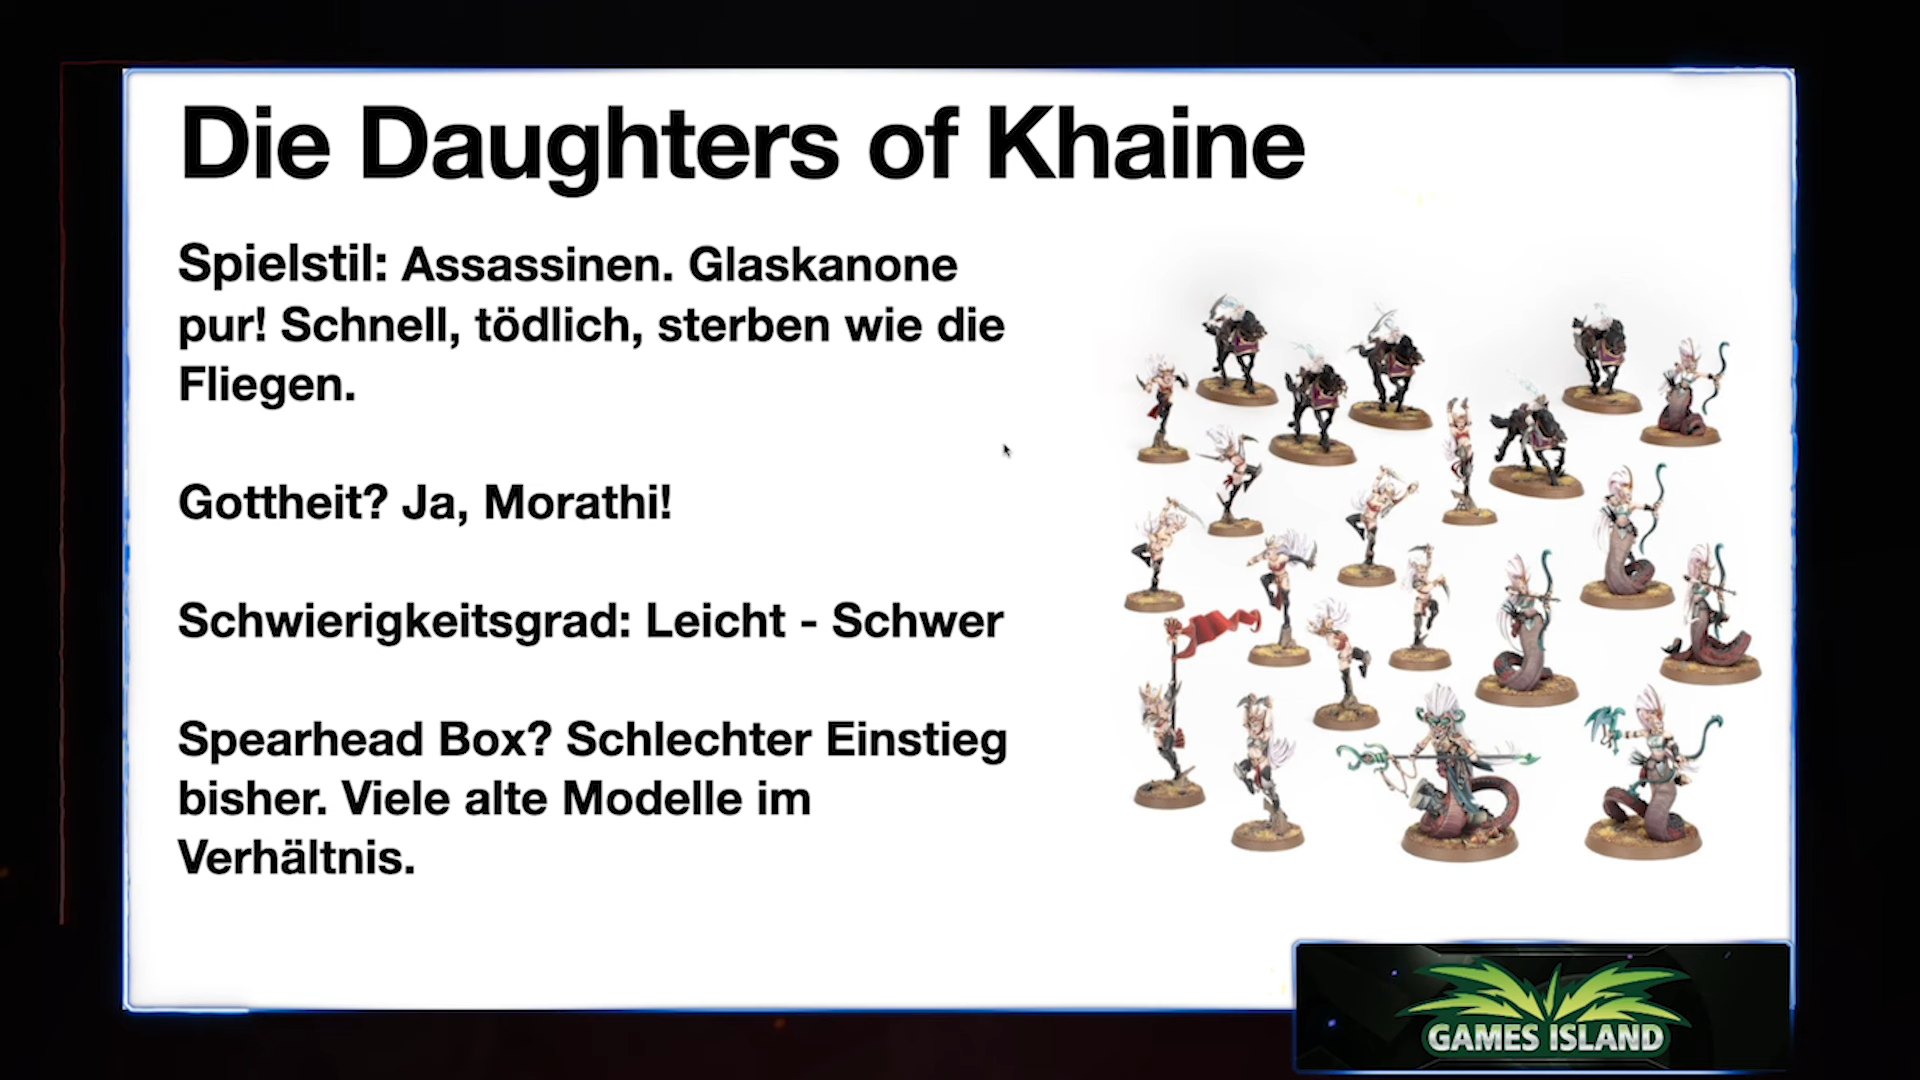 Die Daughters of Khaine
Spielstil: Assassinen. Glaskanone
pur! Schnell, tödlich, sterben wie die
Fliegen.
Gottheit? Ja, Morathi!
Schwierigkeitsgrad: Leicht - Schwer
Spearhead Box? Schlechter Einstieg
bisher. Viele alte Modelle im
Verhältnis.
GAMES ISLAND